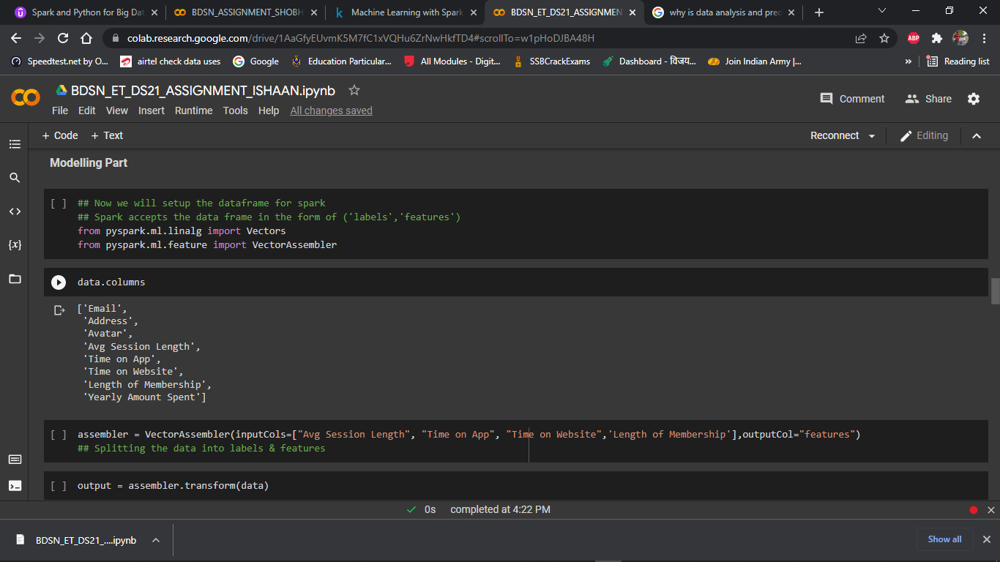 Spark and Python for Big Dat
BDSN_ASSIGNMENT_SHOBH
Machine Learning with Spark
BDSN_ET_DS21_ASSIGNMEN
why is data analysis and pred
colab.research.google.com/drive/1AaGfyEUvmK5M7fC1xVQHu6ZrNwHkfTD4#scrollTo=w1pHoDJBA48H
ABP
Speedtest.net by O...
airtel check data uses
Google
Education Particular...
All Modules - Digit...
SSBCrackExams
Dashboard - विजय...
Join Indian Army |...
»
Reading list
BDSN_ET_DS21_ASSIGNMENT_ISHAAN.ipynb
Comment
Share
File Edit View Insert Runtime Tools Help All changes saved
+ Code + Text
Reconnect
Editing
Modelling Part
[ ] ## Now we will setup the dataframe for spark
## Spark accepts the data frame in the form of ('labels','features')
from pyspark.ml.linalg import Vectors
from pyspark.ml.feature import VectorAssembler
data.columns
['Email',
'Address',
'Avatar',
'Avg Session Length',
'Time on App',
'Time on Website',
'Length of Membership',
'Yearly Amount Spent']
[ ] assembler = VectorAssembler(inputCols=["Avg Session Length", "Time on App", "Time on Website",'Length of Membership'],outputCol="features")
## Splitting the data into labels & features
[ ] output = assembler.transform(data)
0s completed at 4:22 PM
BDSN_ET_DS21_....ipynb
Show all